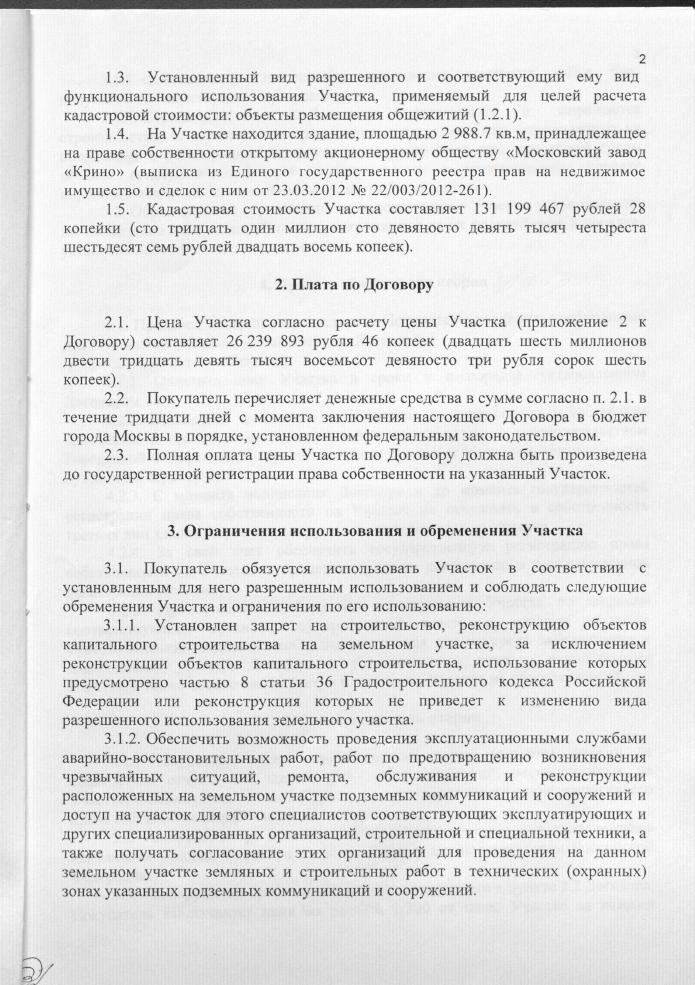 2
1.3. Установленный вид разрешенного и соответствующий ему вид
функционального использования Участка, применяемый для целей расчета
кадастровой стоимости: объекты размещения общежитий (1.2.1).
1.4. На Участке находится здание, площадью 2 988.7 кв.м, принадлежащее
на праве собственности открытому акционерному обществу «Московский завод
«Крино» (выписка из Единого государственного реестра прав на недвижимое
имущество и сделок с ним от 23.03.2012 № 22/003/2012-261).
1.5. Кадастровая стоимость Участка составляет 131 199 467 рублей 28
копейки (сто тридцать один миллион сто девяносто девять тысяч четыреста
шестьдесят семь рублей двадцать восемь копеек).
2. Плата по Договору
2.1. Цена Участка согласно расчету цены Участка (приложение 2 к
Договору) составляет 26 239 893 рубля 46 копеек (двадцать шесть миллионов
двести тридцать девять тысяч восемьсот девяносто три рубля сорок шесть
копеек).
2.2. Покупатель перечисляет денежные средства в сумме согласно п. 2.1. в
течение тридцати дней с момента заключения настоящего Договора в бюджет
города Москвы в порядке, установленном федеральным законодательством.
2.3. Полная оплата цены Участка по Договору должна быть произведена
до государственной регистрации права собственности на указанный Участок.
3. Ограничения использования и обременения Участка
3.1. Покупатель обязуется использовать Участок в соответствии с
установленным для него разрешенным использованием и соблюдать следующие
обременения Участка и ограничения по его использованию:
3.1.1. Установлен запрет на строительство, реконструкцию объектов
капитального строительства на земельном участке, за исключением
реконструкции объектов капитального строительства, использование которых
предусмотрено частью 8 статьи 36 Градостроительного кодекса Российской
Федерации или реконструкция которых не приведет к изменению вида
разрешенного использования земельного участка.
3.1.2. Обеспечить возможность проведения эксплуатационными службами
аварийно-восстановительных работ, работ по предотвращению возникновения
чрезвычайных ситуаций, ремонта, обслуживания и реконструкции
расположенных на земельном участке подземных коммуникаций и сооружений и
доступ на участок для этого специалистов соответствующих эксплуатирующих и
других специализированных организаций, строительной и специальной техники, а
также получать согласование этих организаций для проведения на данном
земельном участке земляных и строительных работ в технических (охранных)
зонах указанных подземных коммуникаций и сооружений.